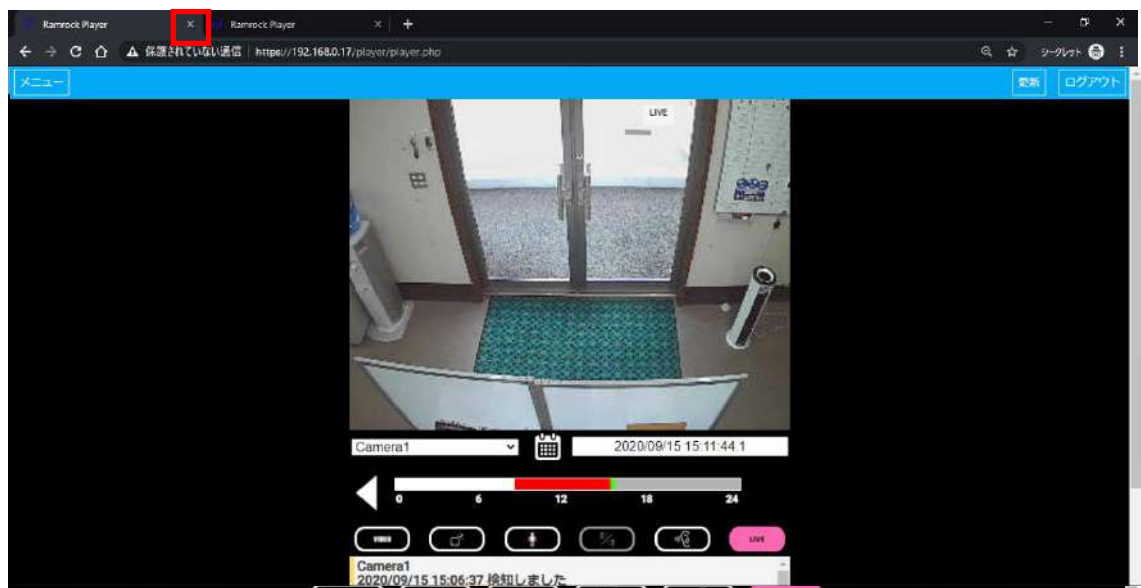 Ramrock Player × Ramrock Player × +
保護されていない通信 https://192.168.0.17/player/player.php シークレット
メニュー 更新 ログアウト
LIVE
Camera1 2020/09/15 15:11:44.1
0 6 12 18 24
VIDEO LIVE
Camera1
2020/09/15 15:06:37 検知しました